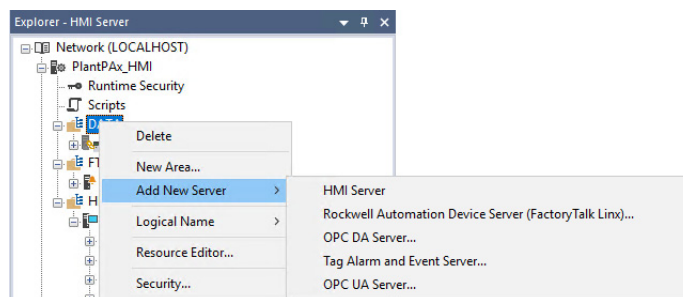 Explorer - HMI Server
Network (LOCALHOST)
PlantPAx_HMI
Runtime Security
Scripts
Delete
New Area...
Add New Server
HMI Server
Rockwell Automation Device Server (FactoryTalk Linx)...
Logical Name
OPC DA Server...
Tag Alarm and Event Server...
Resource Editor...
OPC UA Server...
Security...